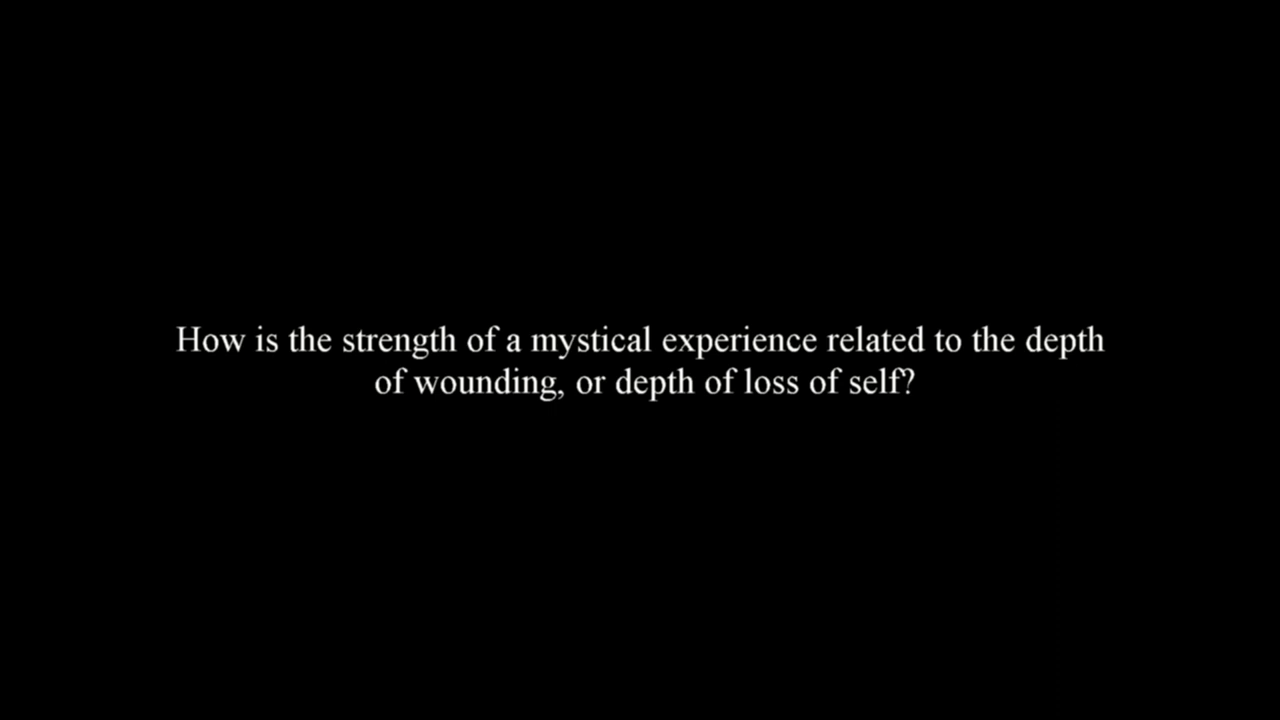 How is the strength of a mystical experience related to the depth
of wounding, or depth of loss of self?